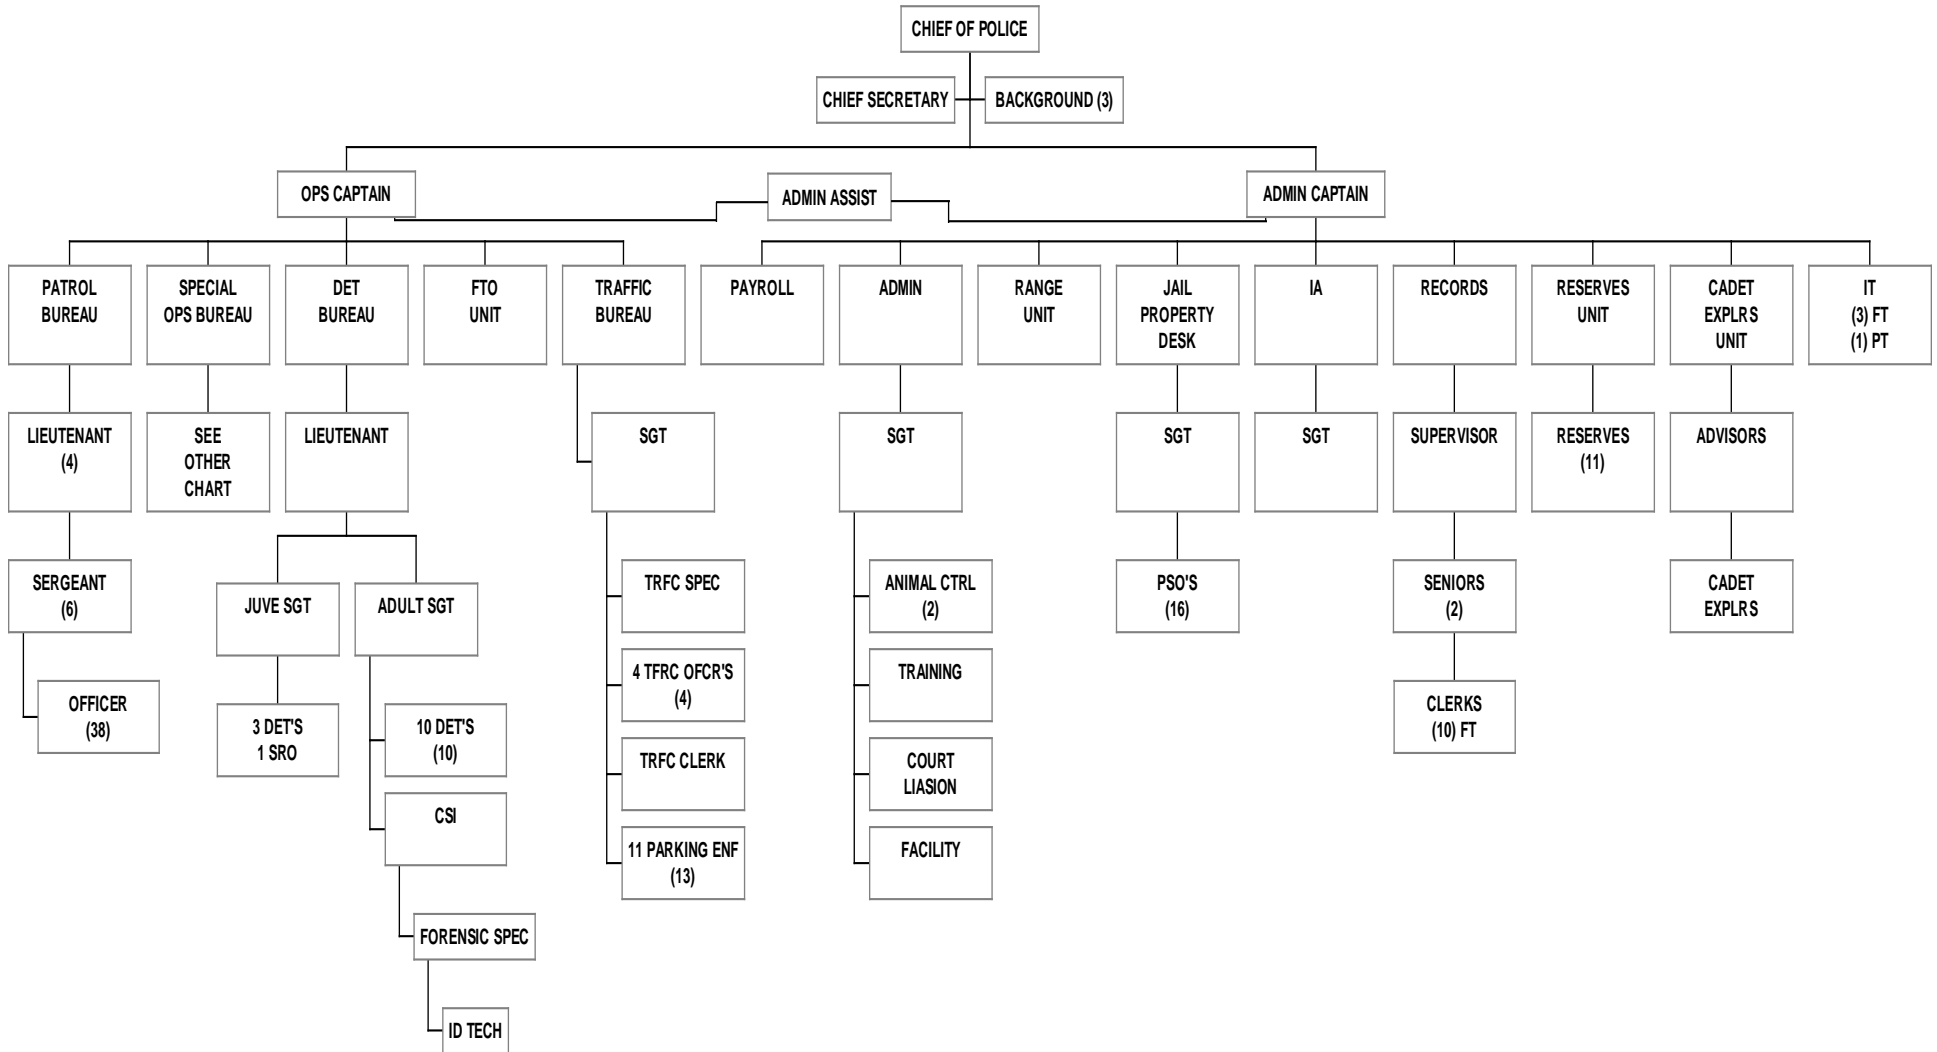 CHIEF OF POLICE
CHIEF SECRETARY
BACKGROUND (3)
OPS CAPTAIN
ADMIN ASSIST
ADMIN CAPTAIN
PATROL
BUREAU
SPECIAL
OPS BUREAU
DET
BUREAU
FTO
UNIT
TRAFFIC
BUREAU
PAYROLL
ADMIN
RANGE
UNIT
JAIL
PROPERTY
DESK
IA
RECORDS
RESERVES
UNIT
CADET
EXPLRS
UNIT
IT
(3) FT
(1) PT
LIEUTENANT
(4)
SEE
OTHER
CHART
LIEUTENANT
SGT
SGT
SGT
SGT
SUPERVISOR
RESERVES
(11)
ADVISORS
SERGEANT
(6)
JUVE SGT
ADULT SGT
TRFC SPEC
ANIMAL CTRL
(2)
PSO'S
(16)
SENIORS
(2)
CADET
EXPLRS
OFFICER
(38)
3 DET'S
1 SRO
10 DET'S
(10)
4 TFRC OFCR'S
(4)
TRAINING
CLERKS
(10) FT
TRFC CLERK
COURT
LIASION
CSI
11 PARKING ENF
(13)
FACILITY
FORENSIC SPEC
ID TECH